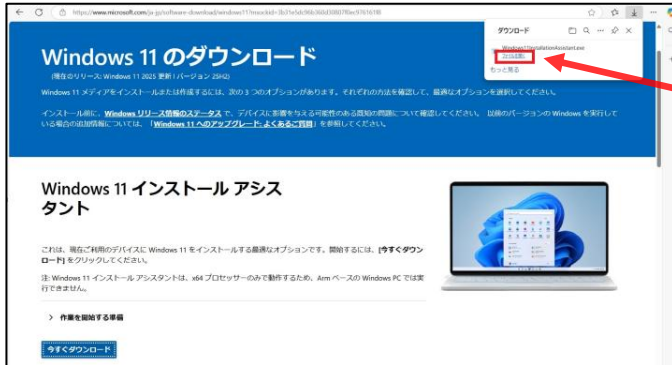 https://www.microsoft.com/ja-jp/software-download/windows11?msockid=
ダウンロード
Windows11InstallationAssistant.exe
ファイルを開く
もっと見る
Windows 11 のダウンロード
(現在のリリース: Windows 11 2025 更新 | バージョン 25H2)
Windows 11 メディアをインストールまたは作成するには、次の 3 つのオプションがあります。それぞれの方法を確認して、最適なオプションを選択してください。
インストール前に、Windows リリース情報のステータス で、デバイスに影響を与える可能性のある既知の問題について確認してください。 以前のバージョンの Windows を実行して
いる場合の追加情報については、「Windows 11 へのアップグレード: よくあるご質問」を参照してください。
Windows 11 インストール アシス
タント
これは、現在ご利用のデバイスに Windows 11 をインストールする最適なオプションです。開始するには、[今すぐダウン
ロード] をクリックしてください。
注: Windows 11 インストール アシスタントは、x64 プロセッサーのみで動作するため、Arm ベースの Windows PC では実
行できません。
作業を開始する準備
今すぐダウンロード